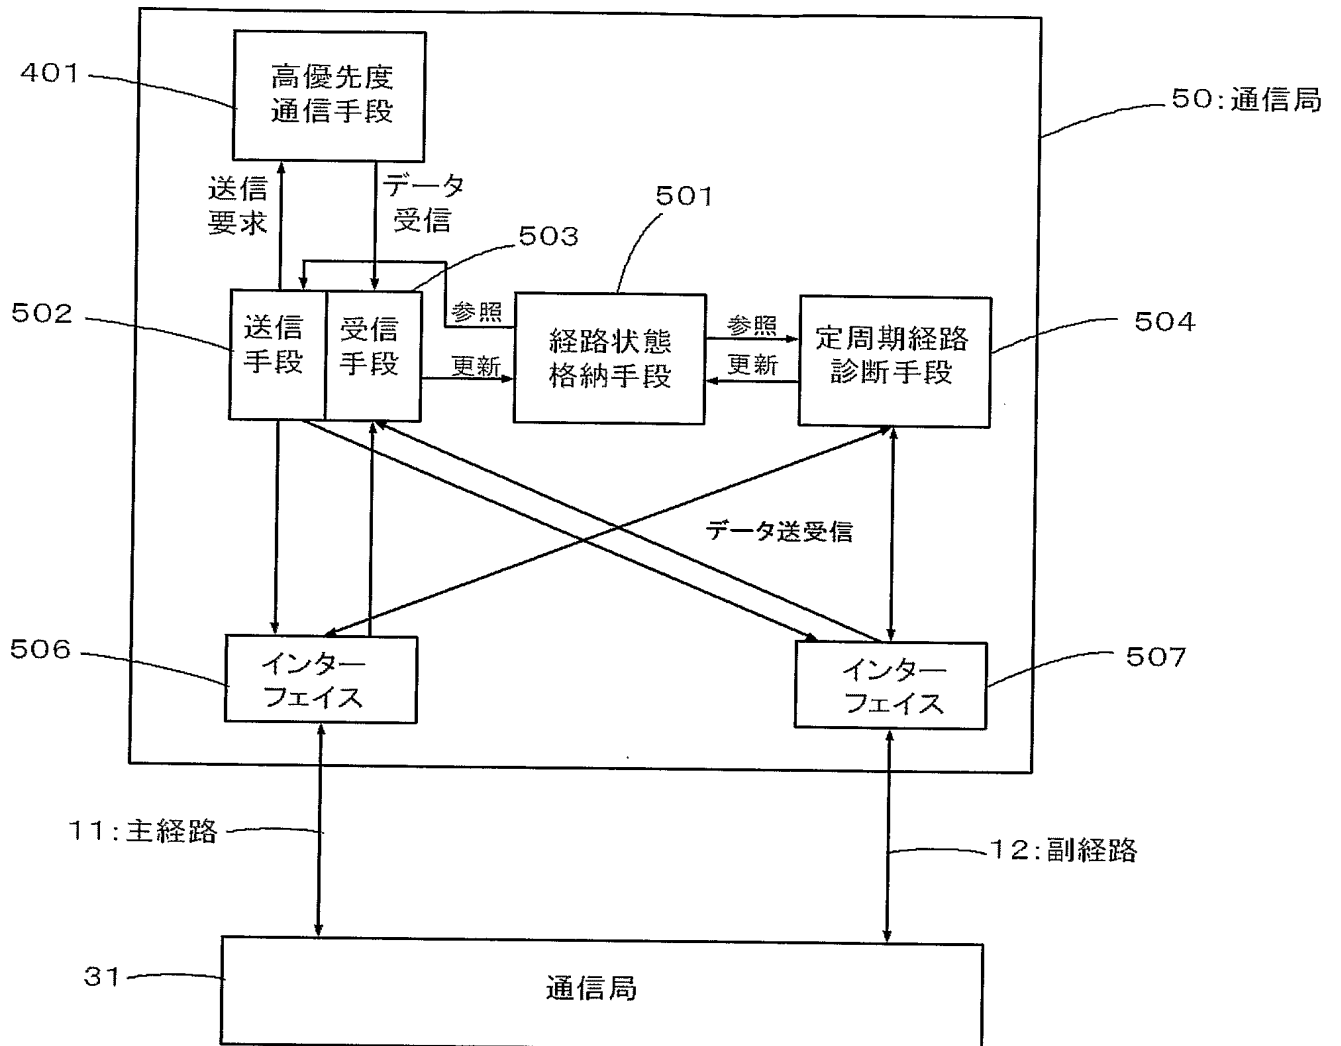 401
高優先度
通信手段
50:通信局
送信
要求
データ
受信
501
503
502
送信
手段
受信
手段
参照
更新
経路状態
格納手段
参照
更新
定周期経路
診断手段
504
データ送受信
506
インター
フェイス
インター
フェイス
507
11:主経路
12:副経路
31
通信局